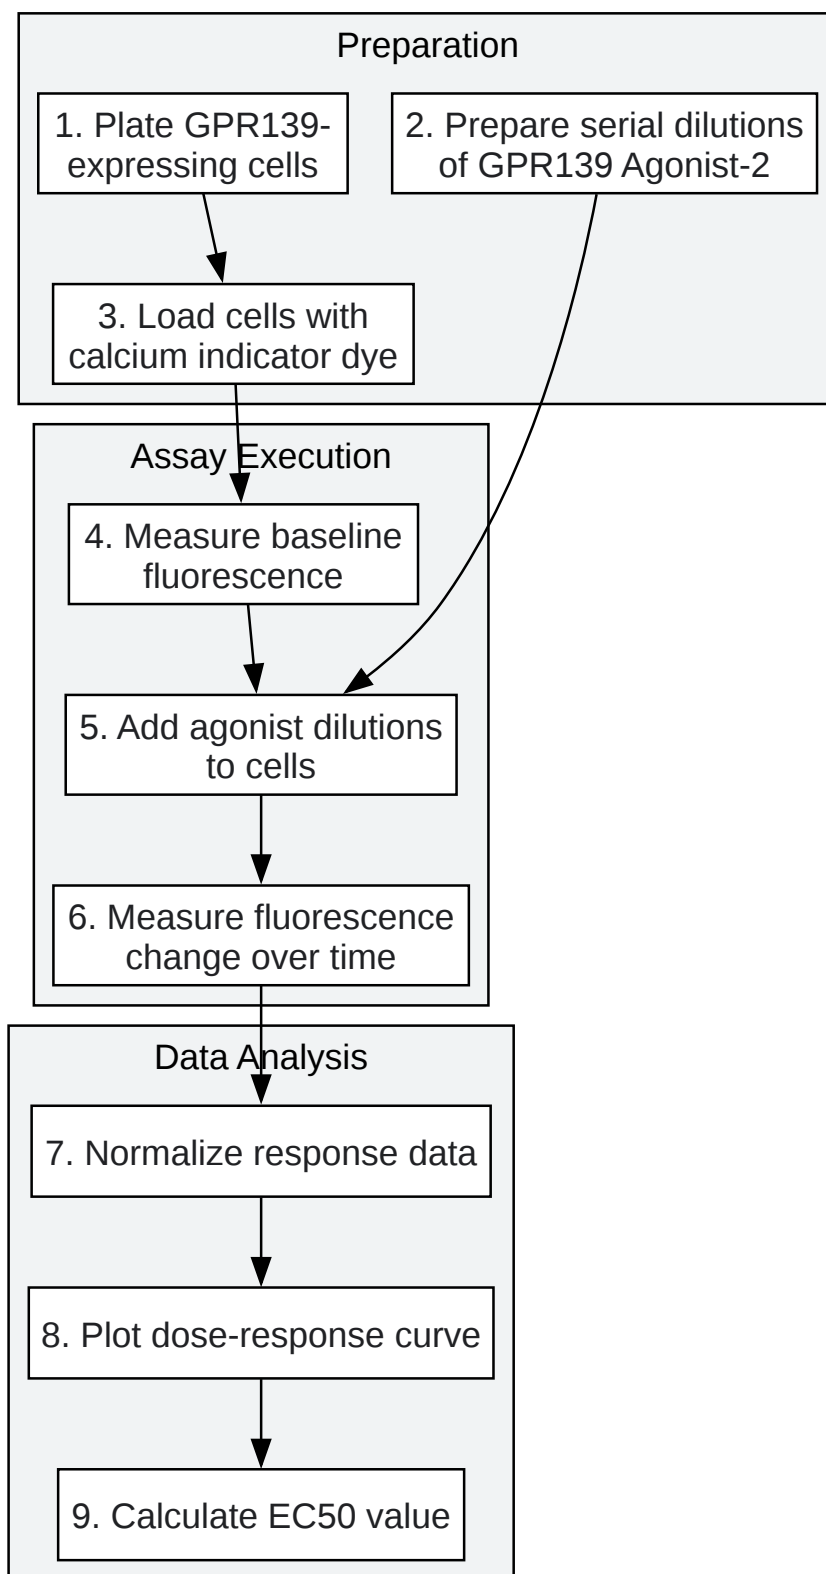 Preparation
1. Plate GPR139-
expressing cells
2. Prepare serial dilutions
of GPR139 Agonist-2
3. Load cells with
calcium indicator dye
Assay Execution
4. Measure baseline
fluorescence
5. Add agonist dilutions
to cells
6. Measure fluorescence
change over time
Data Analysis
7. Normalize response data
8. Plot dose-response curve
9. Calculate EC50 value